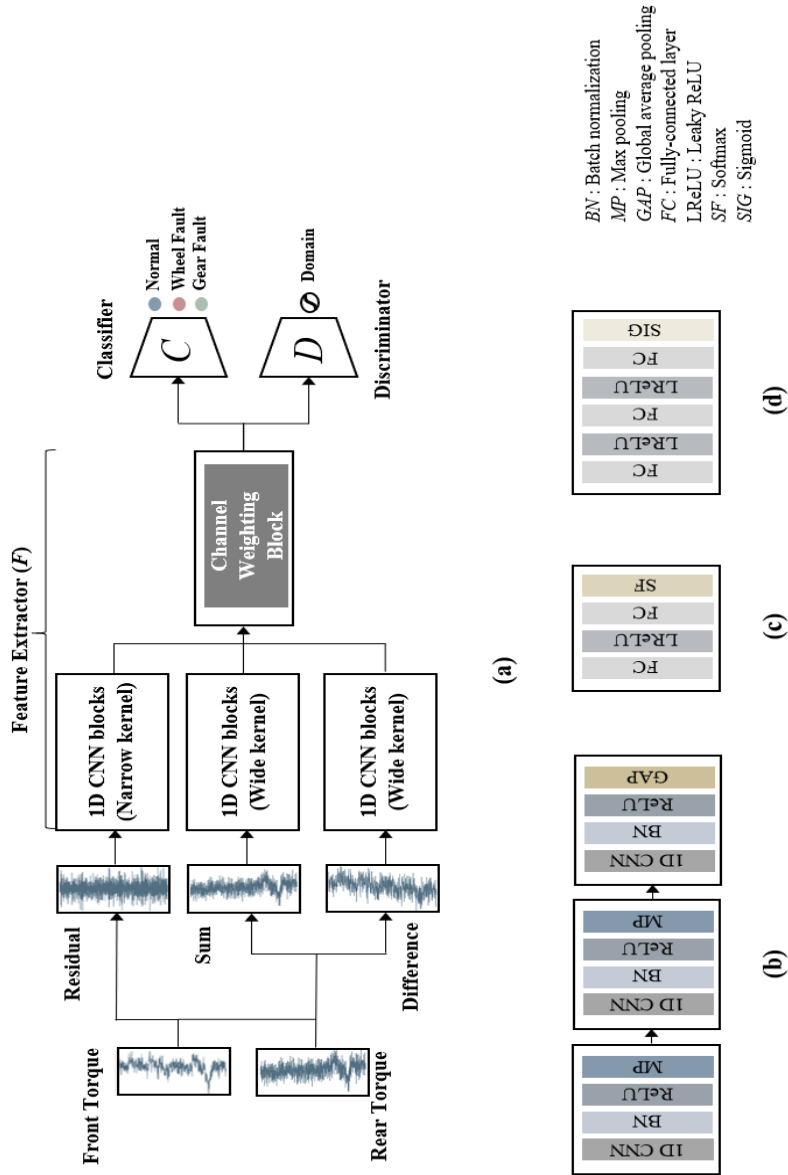 Feature Extractor (F)
Front Torque
Rear Torque
Residual
Sum
Difference
1D CNN blocks
(Narrow kernel)
1D CNN blocks
(Wide kernel)
1D CNN blocks
(Wide kernel)
Channel
Weighting
Block
Classifier
C
Normal
Wheel Fault
Gear Fault
D
Domain
Discriminator
(a)
1D CNN
BN
ReLU
MP
1D CNN
BN
ReLU
MP
1D CNN
BN
ReLU
GAP
(b)
FC
LReLU
FC
SF
(c)
FC
LReLU
FC
LReLU
FC
SIG
(d)
BN : Batch normalization
MP : Max pooling
GAP : Global average pooling
FC : Fully-connected layer
LReLU : Leaky ReLU
SF : Softmax
SIG : Sigmoid